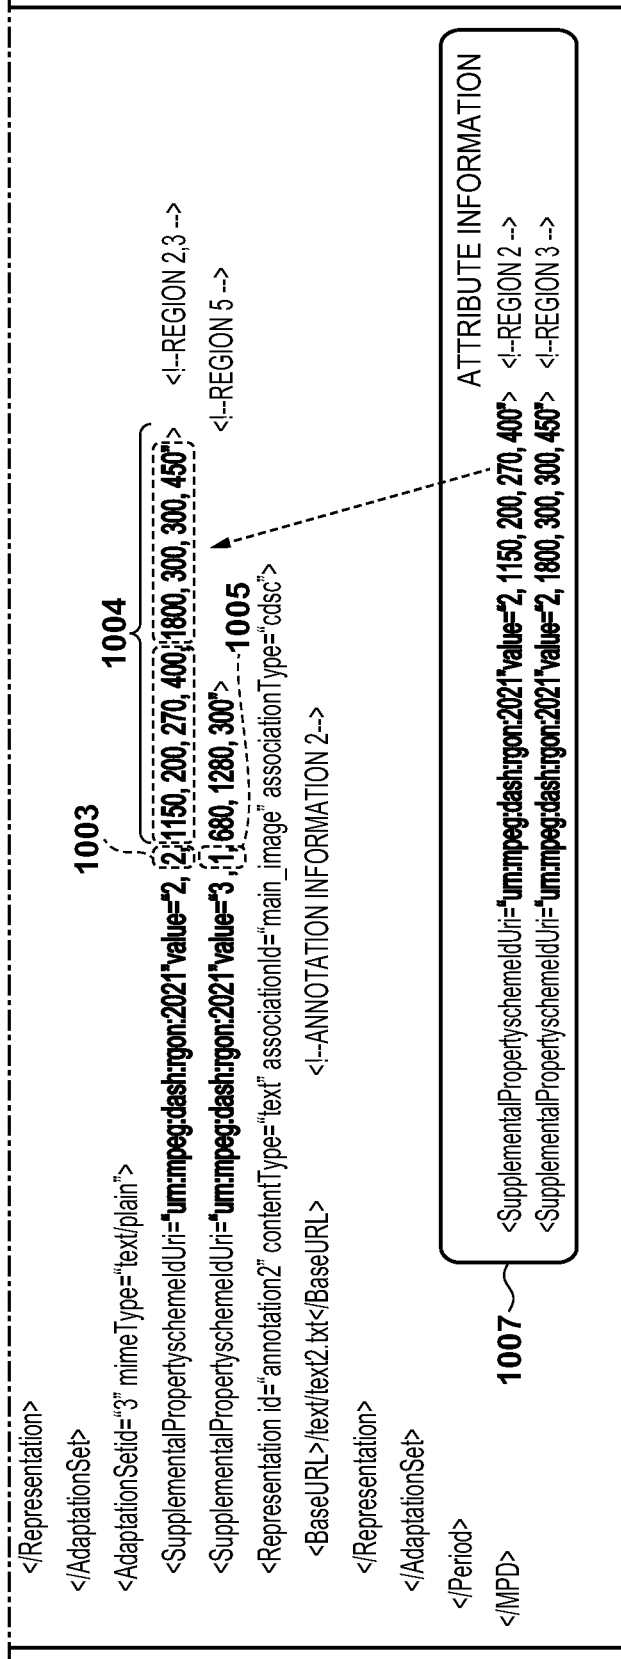 </Representation>
</AdaptationSet>
<AdaptationSetid="3" mimeType="text/plain">
1003
1004
<SupplementalPropertyschemeIdUri="urn:mpeg:dash:rgon:2021"value="2, 2, 1150, 200, 270, 400, 1800, 300, 300, 450"> <!--REGION 2,3 -->
<SupplementalPropertyschemeIdUri="urn:mpeg:dash:rgon:2021"value="3 ,1, 680, 1280, 300"> <!--REGION 5 -->
1005
<Representation id="annotation2" contentType="text" associationId="main_image" associationType="cdsc">
<BaseURL>/text/text2.txt</BaseURL> <!--ANNOTATION INFORMATION 2-->
</Representation>
</AdaptationSet>
</Period>
</MPD>
1007
ATTRIBUTE INFORMATION
<SupplementalPropertyschemeIdUri="urn:mpeg:dash:rgon:2021"value="2, 1150, 200, 270, 400"> <!--REGION 2 -->
<SupplementalPropertyschemeIdUri="urn:mpeg:dash:rgon:2021"value="2, 1800, 300, 300, 450"> <!--REGION 3 -->